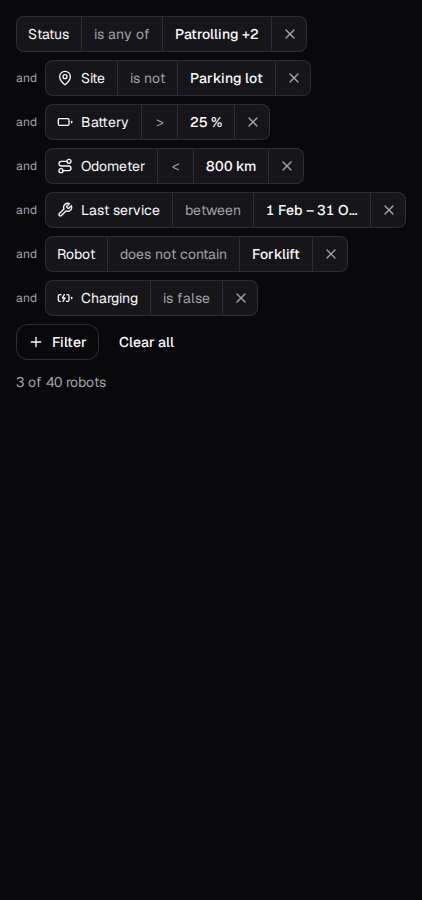 Status is any of Patrolling +2
and Site is not Parking lot
and Battery > 25 %
and Odometer < 800 km
and Last service between 1 Feb – 31 O...
and Robot does not contain Forklift
and Charging is false
Filter Clear all
3 of 40 robots